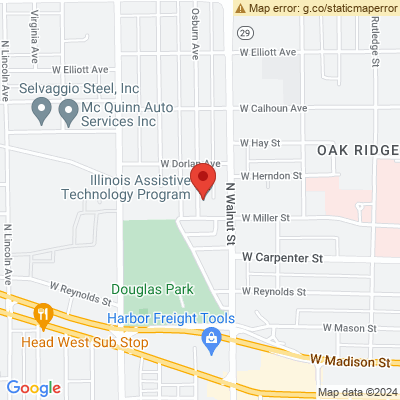 Map error: g.co/staticmaperror
Virginia Ave
Osburn Ave
N Lincoln Ave
29
Rutledge St
W Elliott Ave
W Elliott Ave
Selvaggio Steel, Inc
Mc Quinn Auto
Services Inc
W Calhoun Ave
W Hay St
OAK RIDGE
W Dorlan Ave
Illinois Assistive
Technology Program
W Herndon St
N Walnut St
W Miller St
N Lincoln Ave
W Carpenter St
W Reynolds St
Douglas Park
W Reynolds St
Harbor Freight Tools
W Mason St
Head West Sub Stop
W Madison St
Google
Map data ©2024